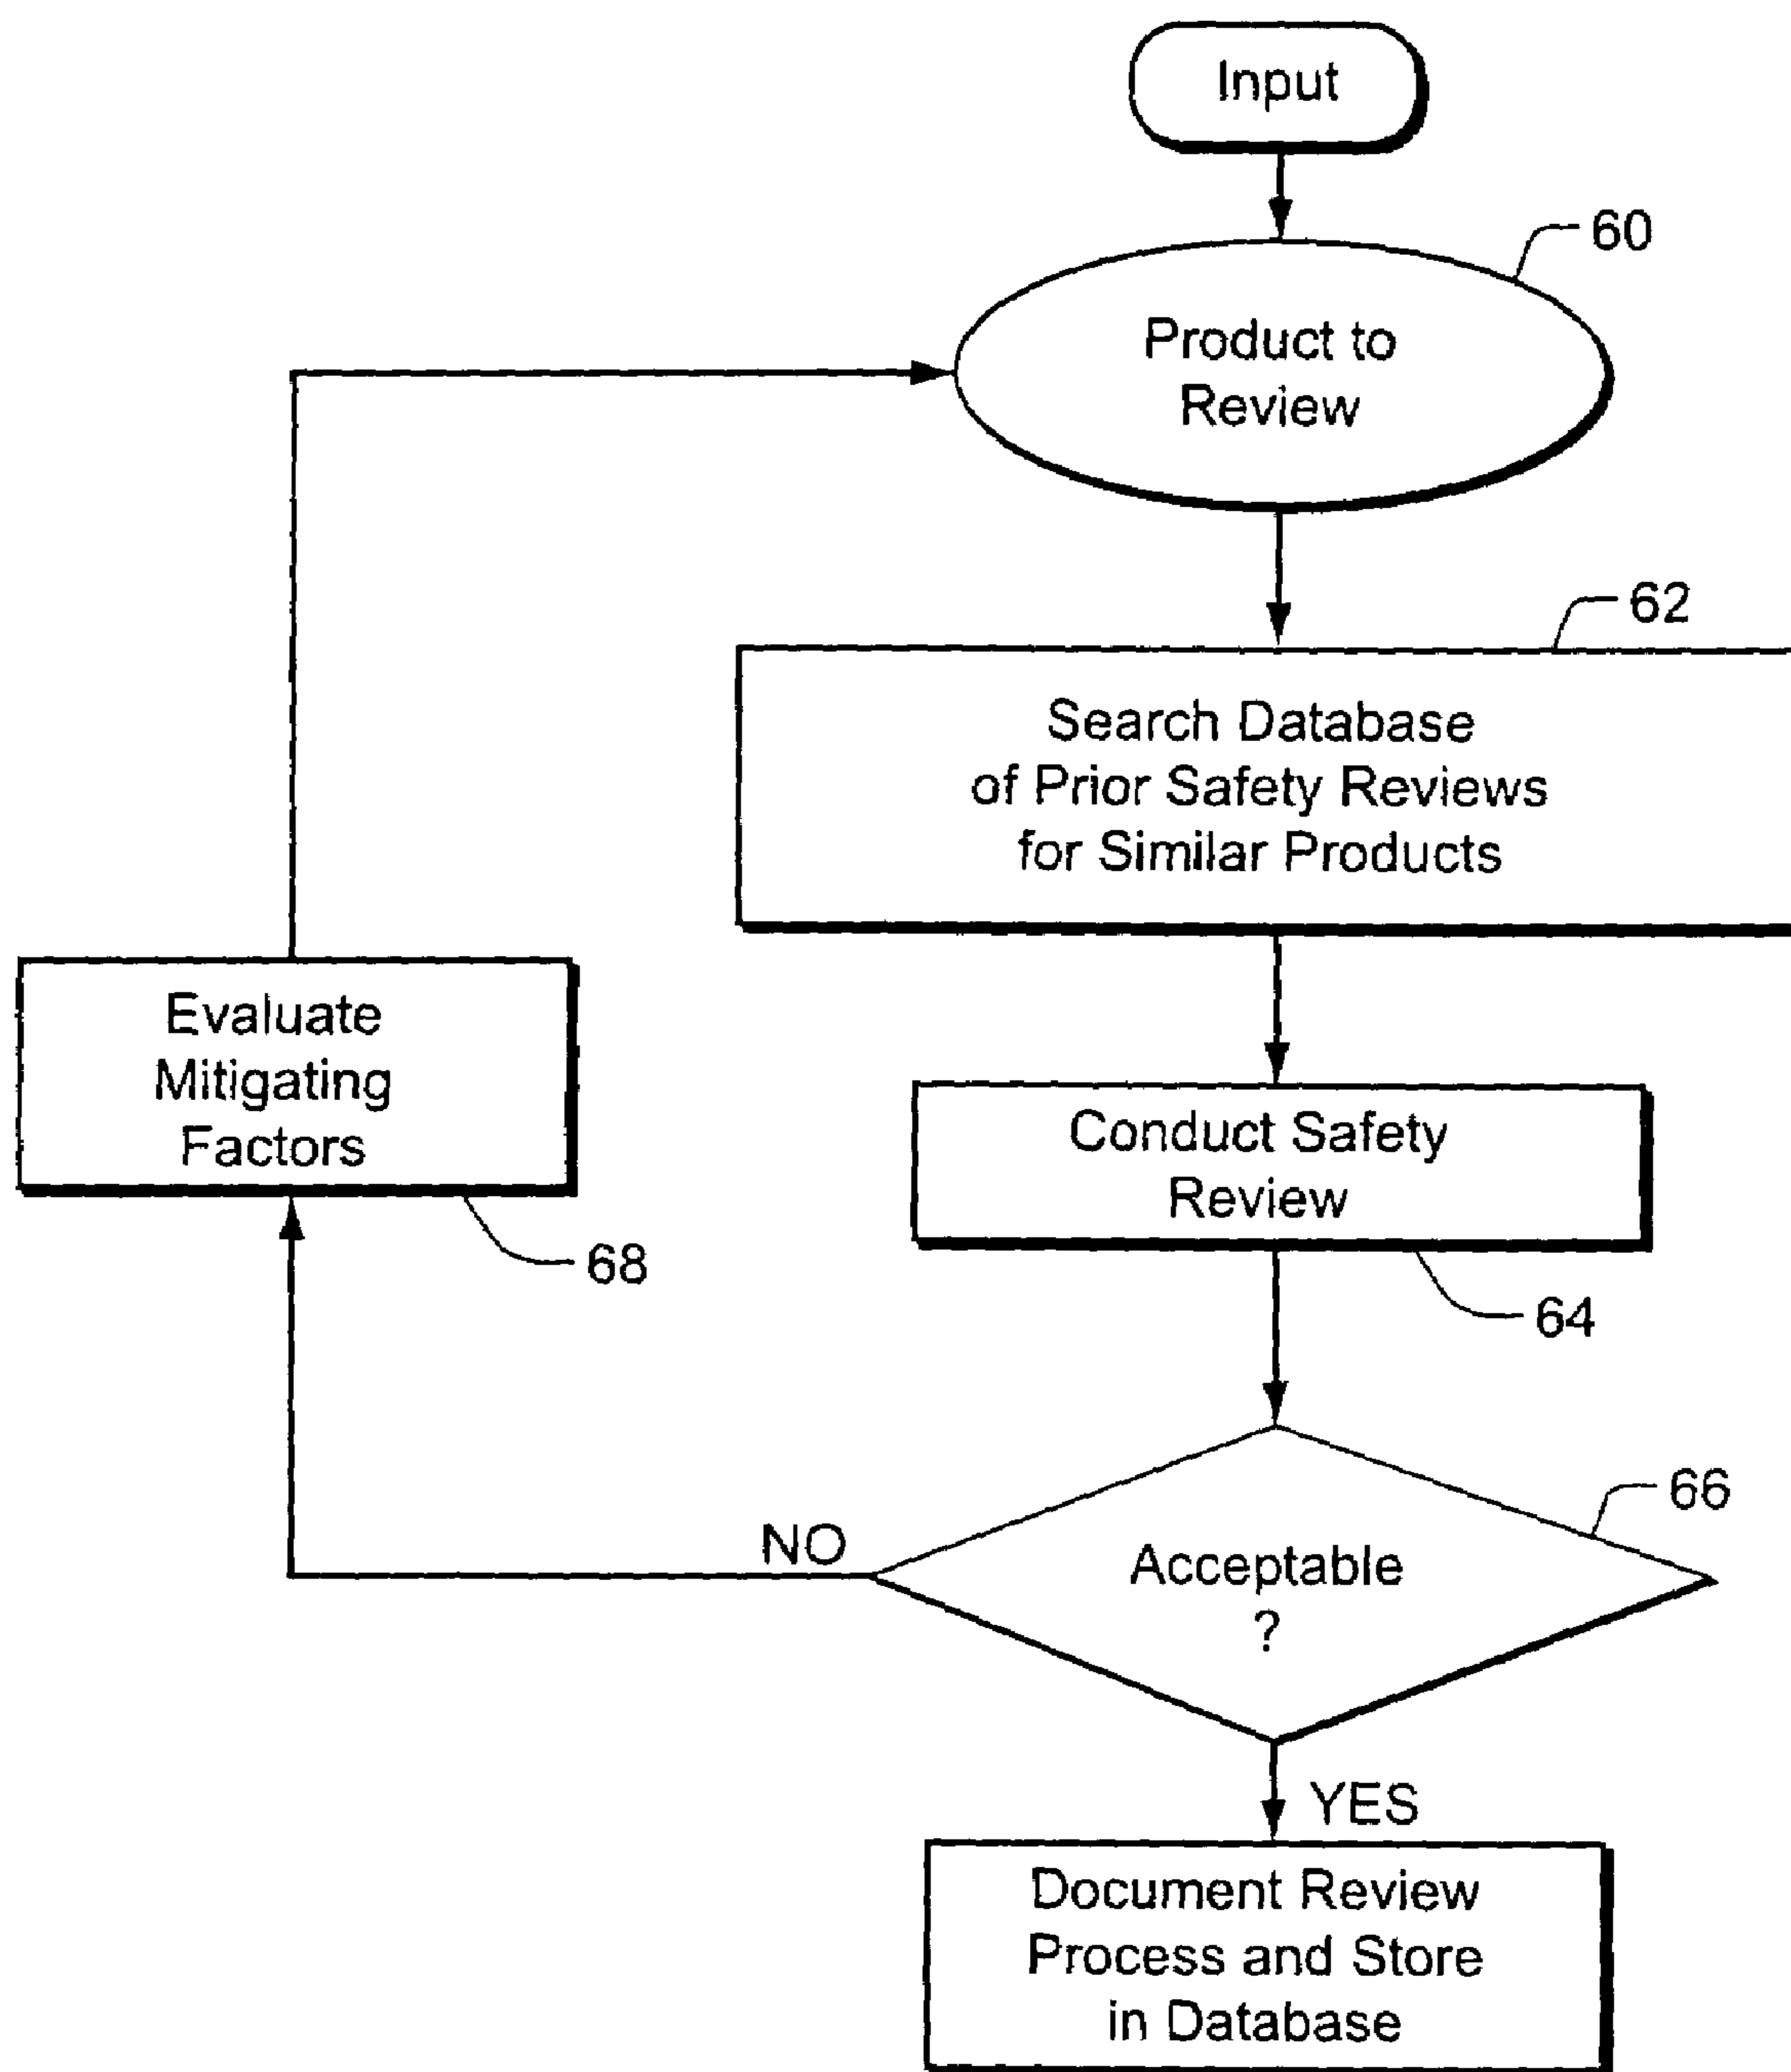 Input
60
Product to
Review
62
Search Database
of Prior Safety Reviews
for Similar Products
Evaluate
Mitigating
Factors
68
Conduct Safety
Review
64
66
NO
Acceptable
?
YES
Document Review
Process and Store
in Database